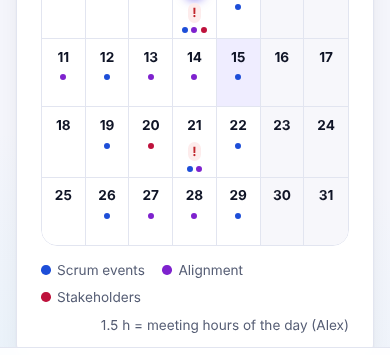 !
11 12 13 14 15 16 17
18 19 20 21 22 23 24
!
25 26 27 28 29 30 31
Scrum events Alignment
Stakeholders
1.5 h = meeting hours of the day (Alex)